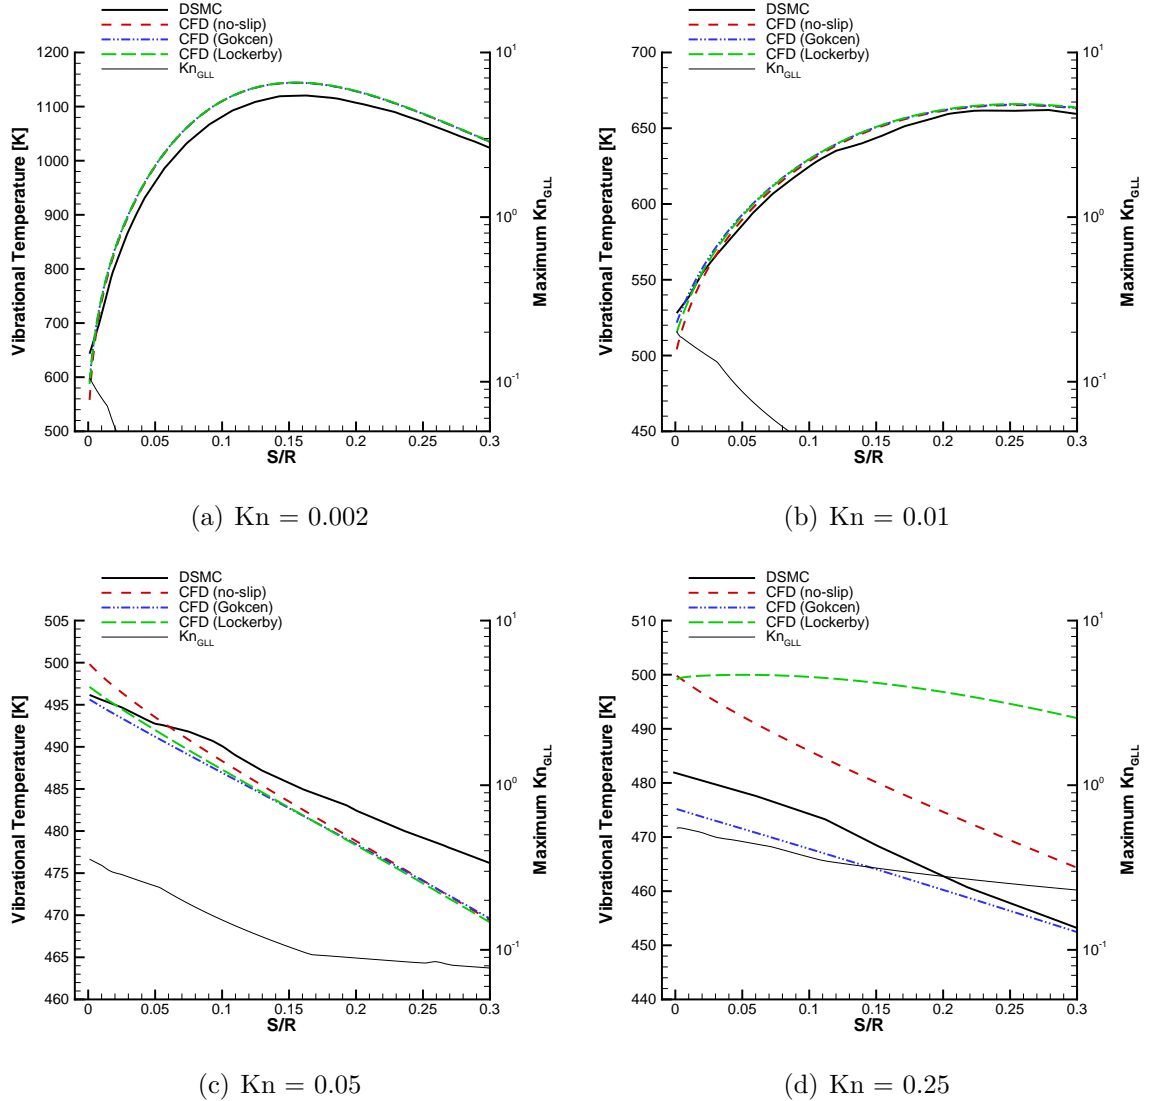 DSMC
CFD (no-slip)
CFD (Gokcen)
CFD (Lockerby)
Kn_GLL
Vibrational Temperature [K]
1200
1100
1000
900
800
700
600
500
0 0.05 0.1 0.15 0.2 0.25 0.3
S/R
10^1
10^0
10^-1
Maximum Kn_GLL
(a) Kn = 0.002
DSMC
CFD (no-slip)
CFD (Gokcen)
CFD (Lockerby)
Kn_GLL
Vibrational Temperature [K]
700
650
600
550
500
450
0 0.05 0.1 0.15 0.2 0.25 0.3
S/R
10^1
10^0
10^-1
Maximum Kn_GLL
(b) Kn = 0.01
DSMC
CFD (no-slip)
CFD (Gokcen)
CFD (Lockerby)
Kn_GLL
Vibrational Temperature [K]
505
500
495
490
485
480
475
470
465
460
0 0.05 0.1 0.15 0.2 0.25 0.3
S/R
10^1
10^0
10^-1
Maximum Kn_GLL
(c) Kn = 0.05
DSMC
CFD (no-slip)
CFD (Gokcen)
CFD (Lockerby)
Kn_GLL
Vibrational Temperature [K]
510
500
490
480
470
460
450
440
0 0.05 0.1 0.15 0.2 0.25 0.3
S/R
10^1
10^0
10^-1
Maximum Kn_GLL
(d) Kn = 0.25